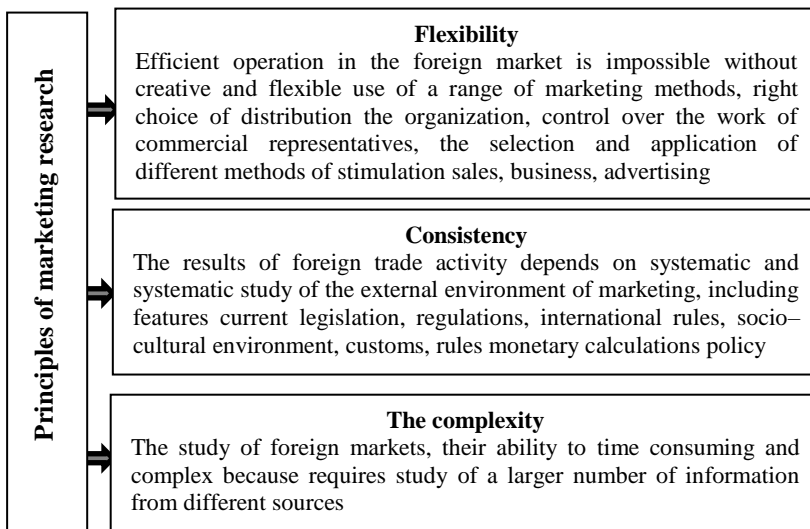 Principles of marketing research
Flexibility
Efficient operation in the foreign market is impossible without
creative and flexible use of a range of marketing methods, right
choice of distribution the organization, control over the work of
commercial representatives, the selection and application of
different methods of stimulation sales, business, advertising
Consistency
The results of foreign trade activity depends on systematic and
systematic study of the external environment of marketing, including
features current legislation, regulations, international rules, socio–
cultural environment, customs, rules monetary calculations policy
The complexity
The study of foreign markets, their ability to time consuming and
complex because requires study of a larger number of information
from different sources